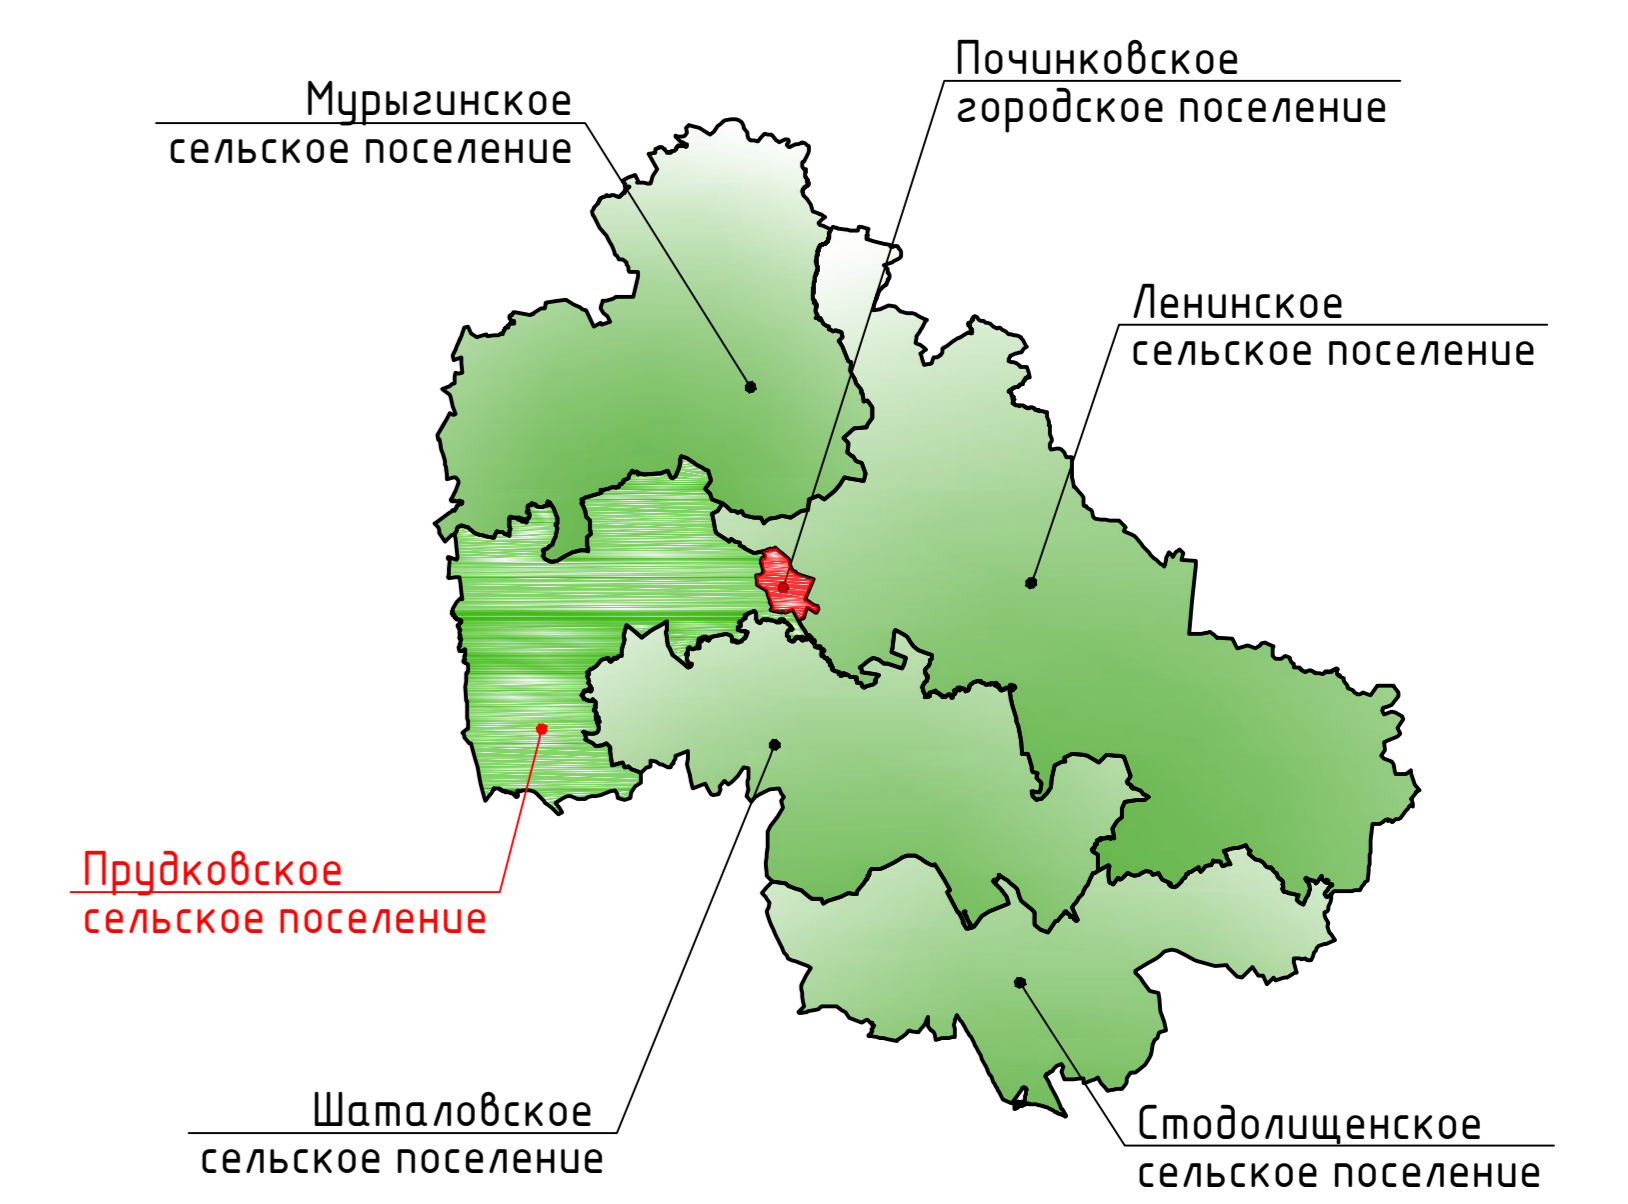 Починковское
городское поселение
Мурыгинское
сельское поселение
Ленинское
сельское поселение
Прудковское
сельское поселение
Шаталовское
сельское поселение
Стодолищенское
сельское поселение